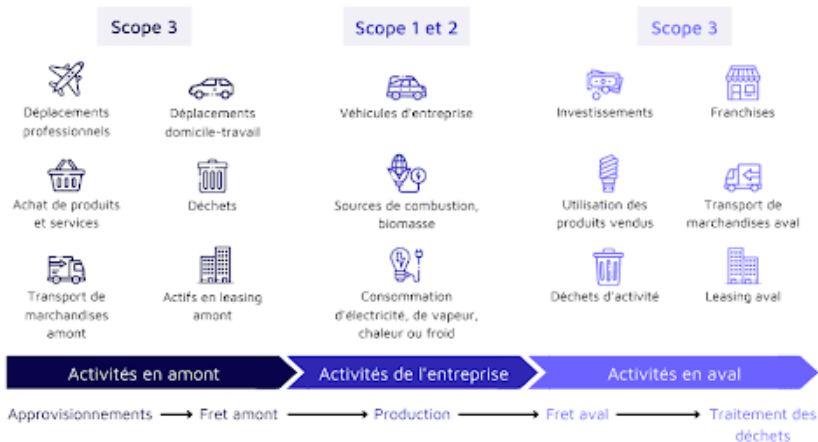 Scope 3
Scope 1 et 2
Scope 3
Déplacements
professionnels
Déplacements
domicile-travail
Véhicules d'entreprise
Investissements
Franchises
Achat de produits
et services
Déchets
Sources de combustion,
biomasse
Utilisation des
produits vendus
Transport de
marchandises aval
Transport de
marchandises
amont
Actifs en leasing
amont
Consommation
d'électricité, de vapeur,
chaleur ou froid
Déchets d'activité
Leasing aval
Activités en amont
Activités de l'entreprise
Activités en aval
Approvisionnements → Fret amont → Production → Fret aval → Traitement des
déchets